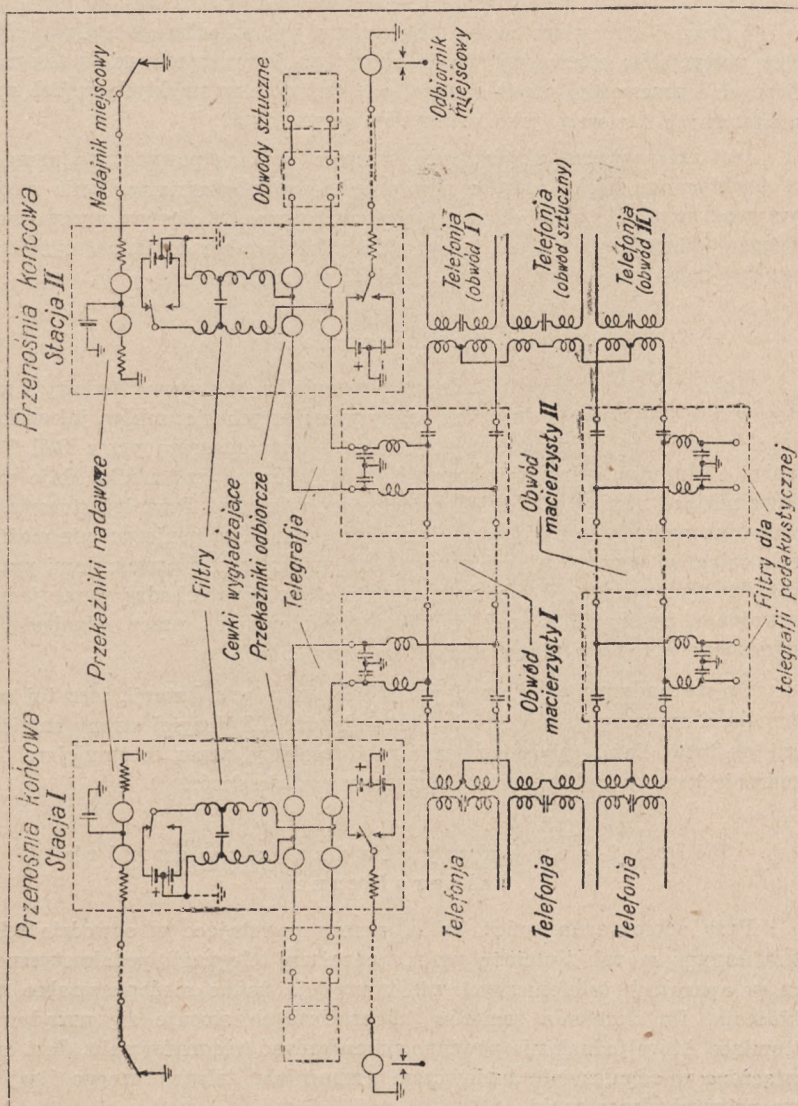 Przenośnia końcowa
Stacja I
Przenośnia końcowa
Stacja II
Przekaźniki nadawcze
Nadajnik miejscowy
Filtry
Cewki wygładzające
Przekaźniki odbiorcze
Obwody sztuczne
Telegrafja
Odbiornik
miejscowy
Telefonja
Telefonja
(obwód I)
Obwód
macierzysty I
Telefonja
Telefonja
(obwód sztuczny)
Obwód
macierzysty II
Telefonja
Telefonja
(obwód II)
Filtry dla
telegrafji podakustycznej